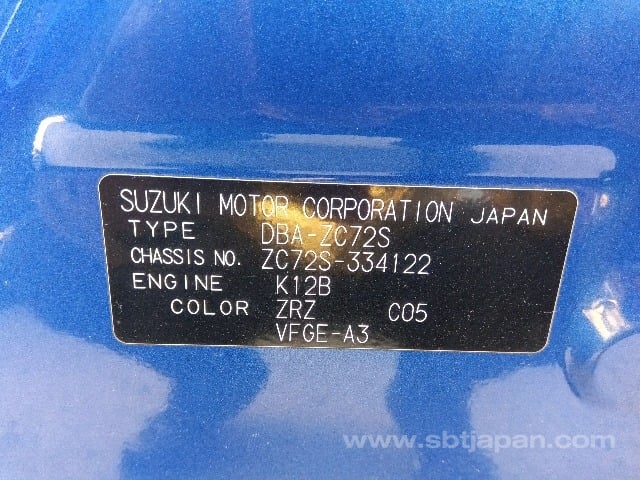 SUZUKI MOTOR CORPORATION JAPAN
TYPE DBA-ZC72S
CHASSIS NO. ZC72S-334122
ENGINE K12B
COLOR ZRZ C05
VFGE-A3
www.sbtjapan.com